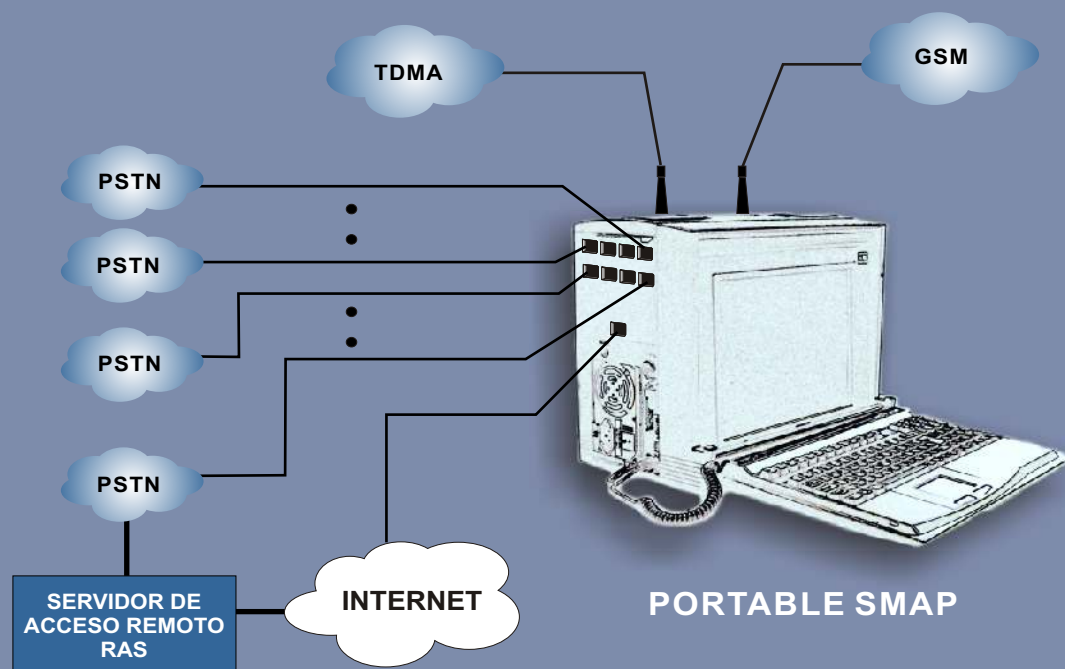 TDMA
GSM
PSTN
PSTN
PSTN
PSTN
SERVIDOR DE
ACCESO REMOTO
RAS
INTERNET
PORTABLE SMAP